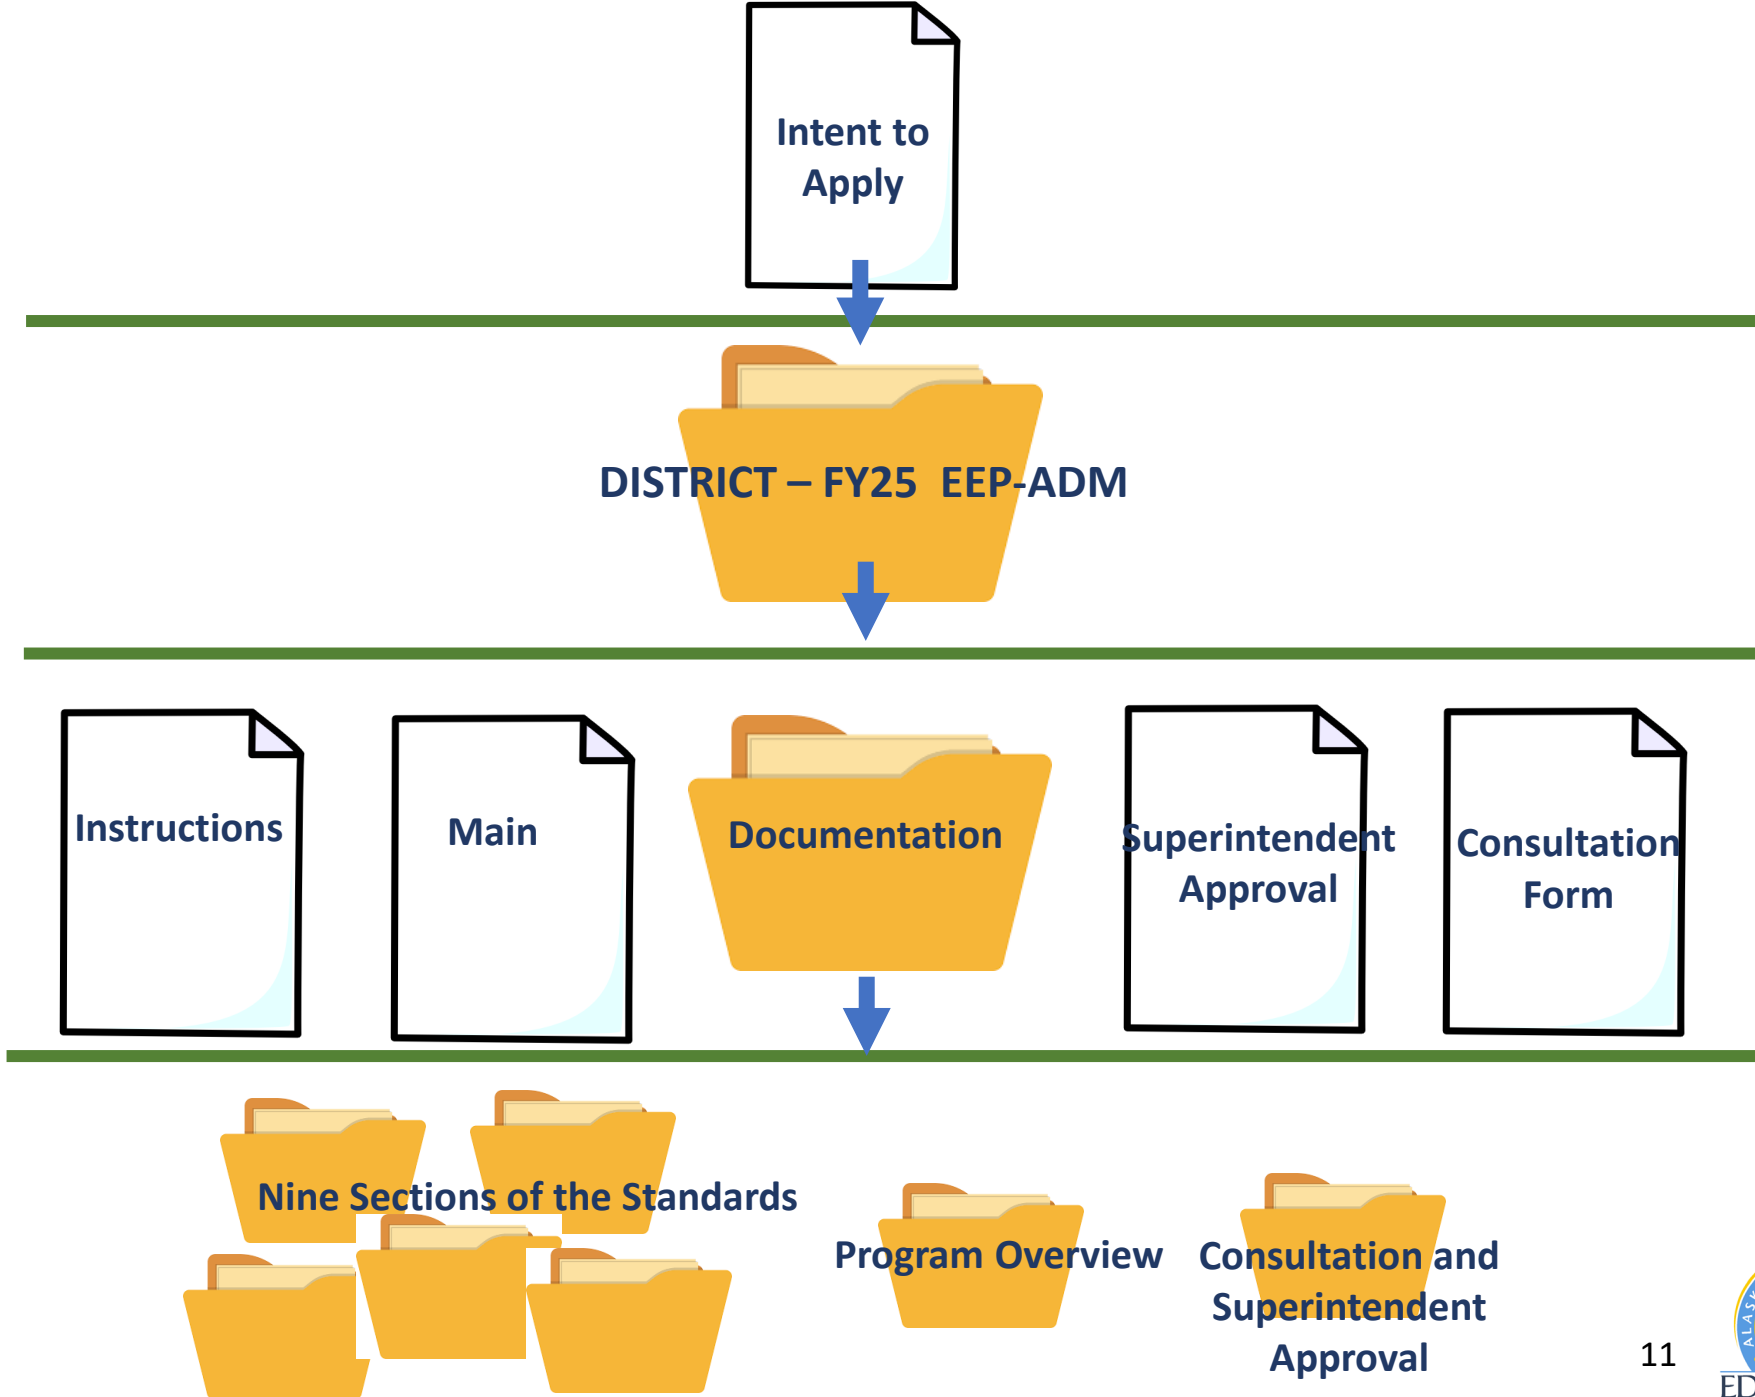 Intent to
Apply
DISTRICT – FY25  EEP-ADM
Instructions
Main
Documentation
Superintendent
Approval
Consultation
Form
Nine Sections of the Standards
Program Overview
Consultation and
Superintendent
Approval
11